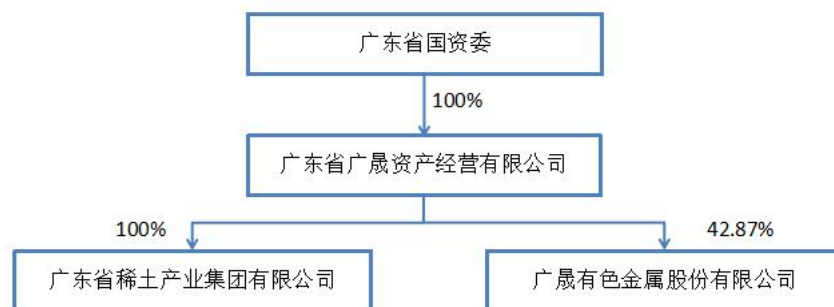 广东省国资委
100%
广东省广晟资产经营有限公司
100%
42.87%
广东省稀土产业集团有限公司
广晟有色金属股份有限公司